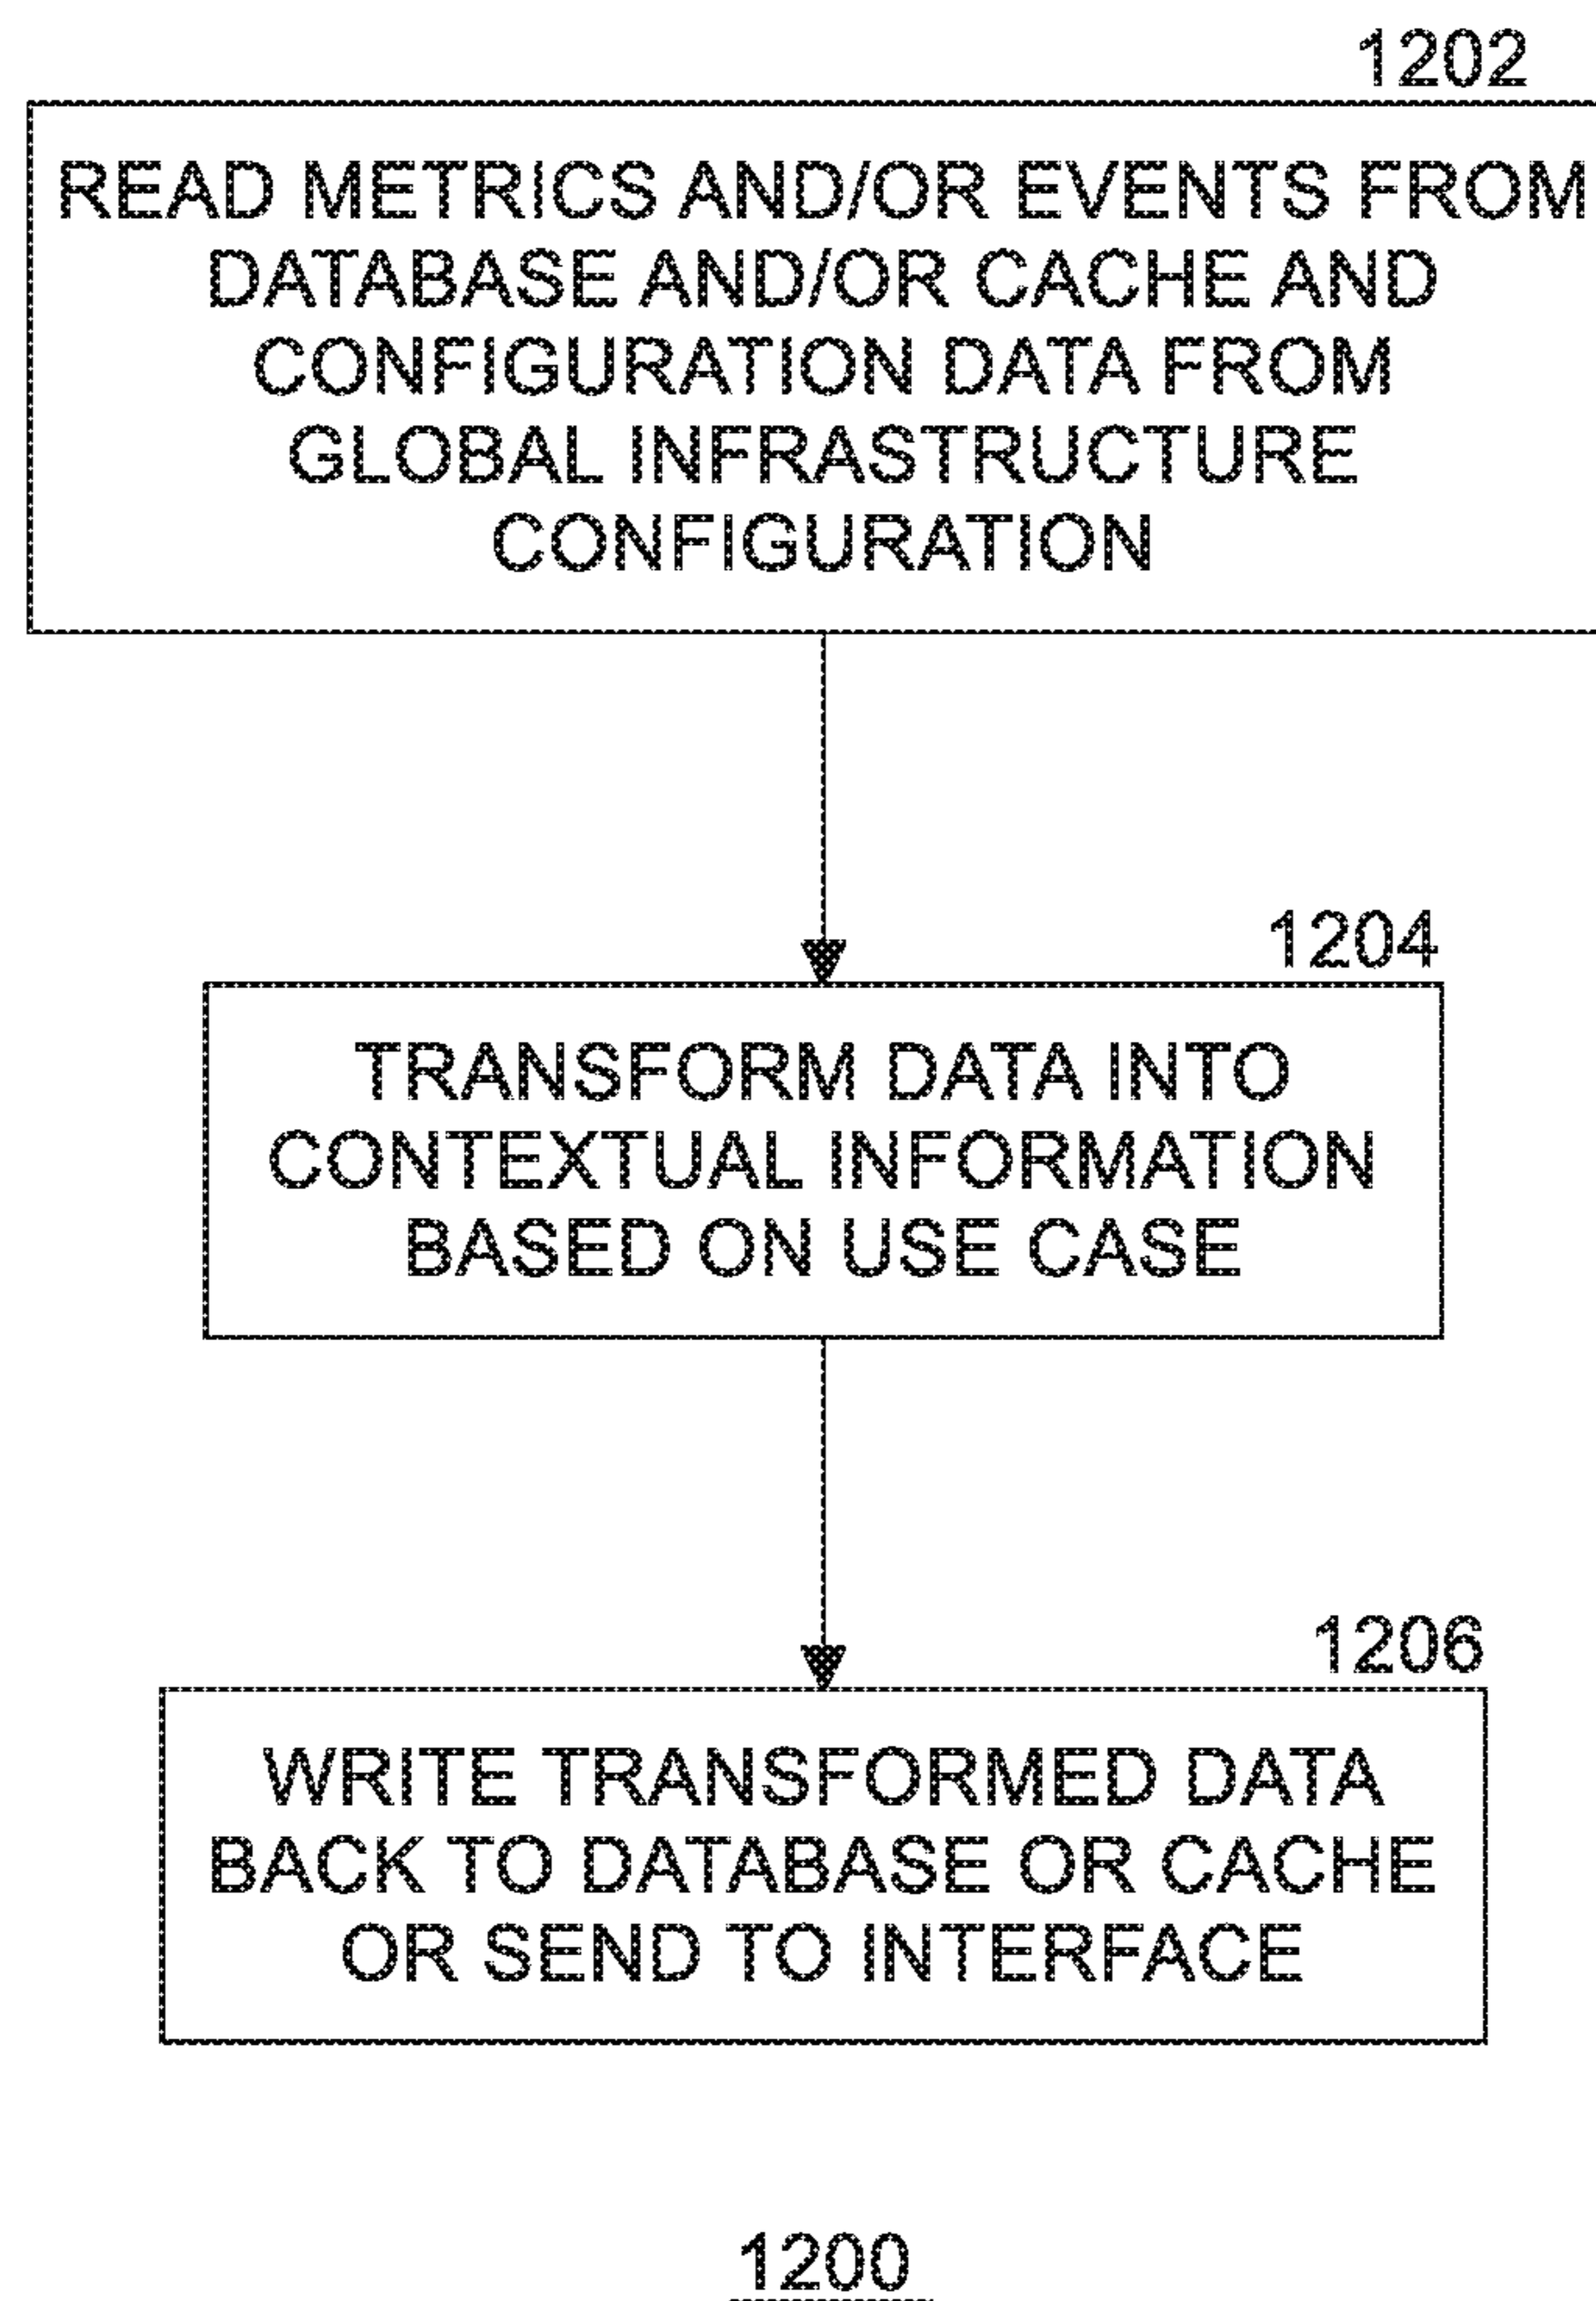 1202
READ METRICS AND/OR EVENTS FROM
DATABASE AND/OR CACHE AND
CONFIGURATION DATA FROM
GLOBAL INFRASTRUCTURE
CONFIGURATION
1204
TRANSFORM DATA INTO
CONTEXTUAL INFORMATION
BASED ON USE CASE
1206
WRITE TRANSFORMED DATA
BACK TO DATABASE OR CACHE
OR SEND TO INTERFACE
1200